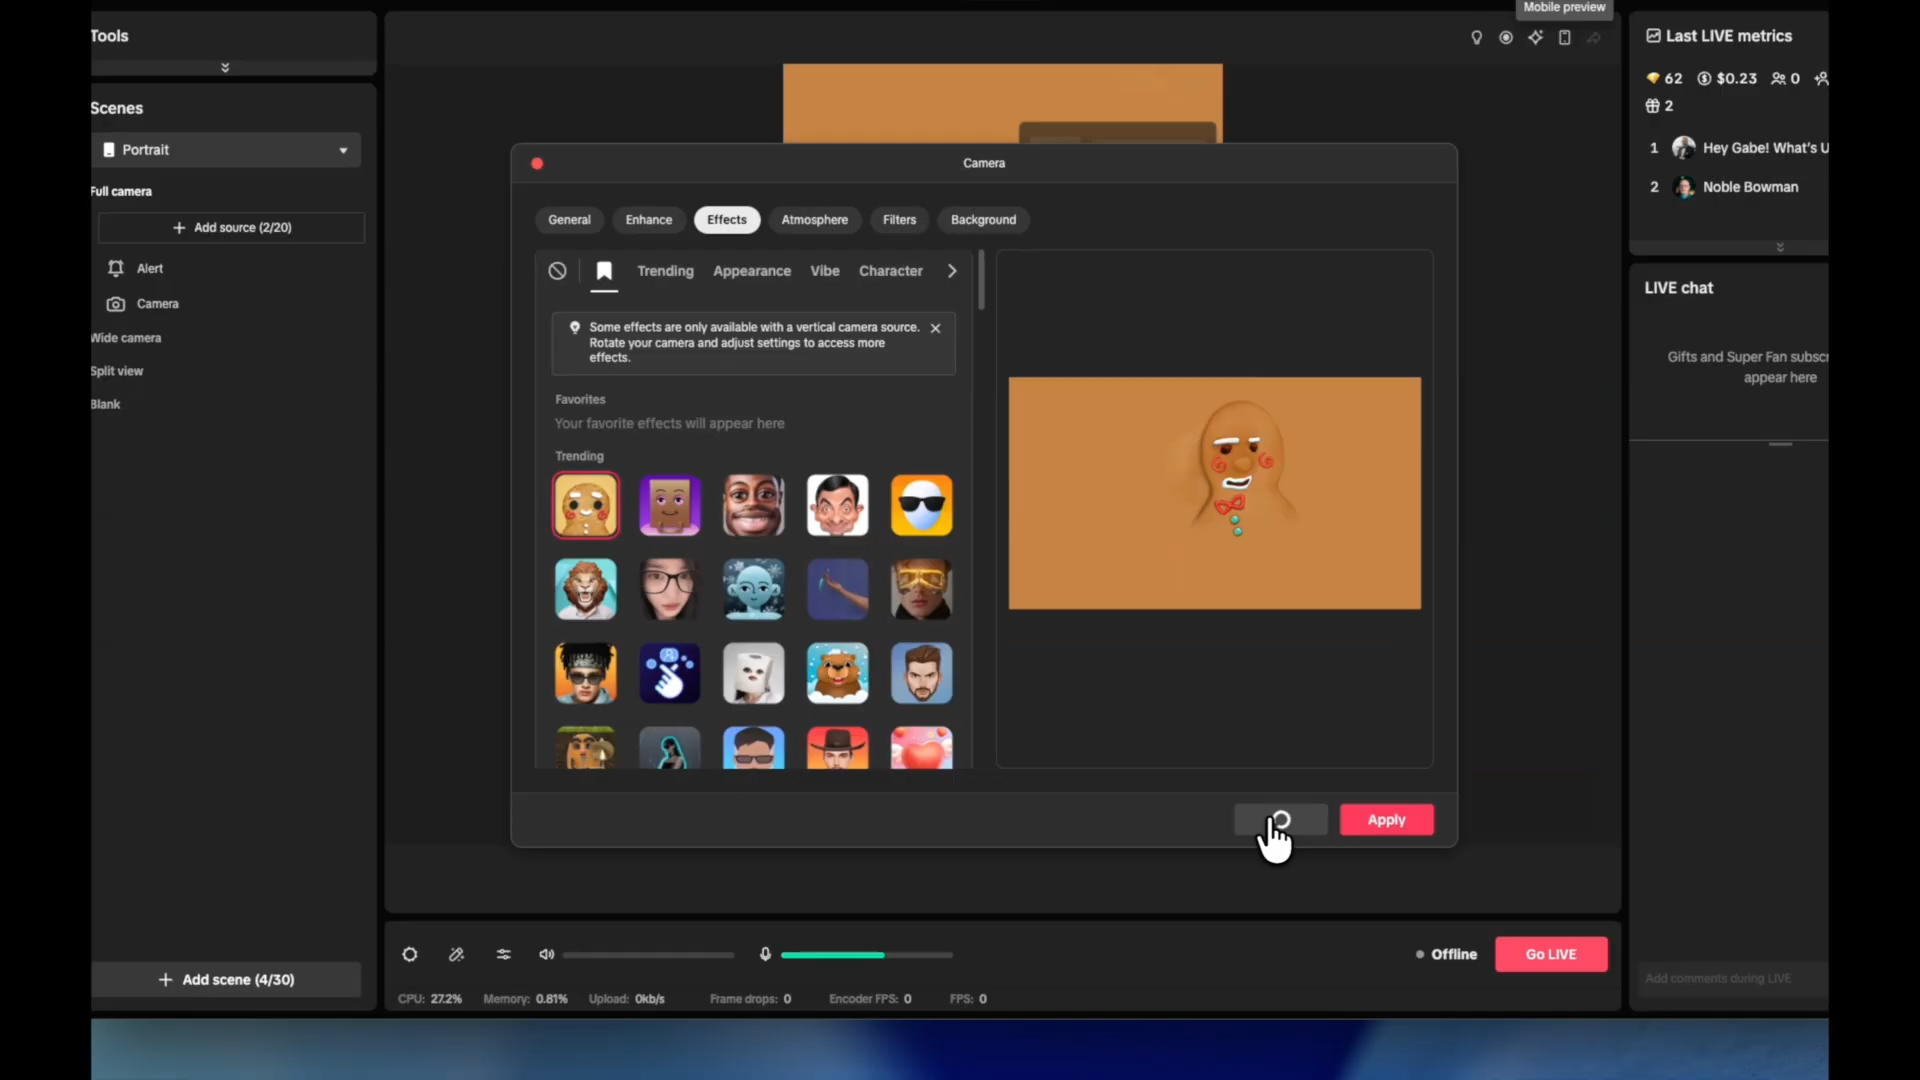 Mobile preview
Tools
Scenes
Portrait
Full camera
Add source (2/20)
Alert
Camera
Wide camera
Split view
Blank
Add scene (4/30)
Camera
General
Enhance
Effects
Atmosphere
Filters
Background
Trending
Appearance
Vibe
Character
Some effects are only available with a vertical camera source.
Rotate your camera and adjust settings to access more
effects.
Favorites
Your favorite effects will appear here
Trending
Apply
Offline
Go LIVE
CPU: 27.2%
Memory: 0.81%
Upload: 0kb/s
Frame drops: 0
Encoder FPS: 0
FPS: 0
Last LIVE metrics
62
$0.23
0
2
1 Hey Gabe! What's U
2 Noble Bowman
LIVE chat
Gifts and Super Fan subscr
appear here
Add comments during LIVE